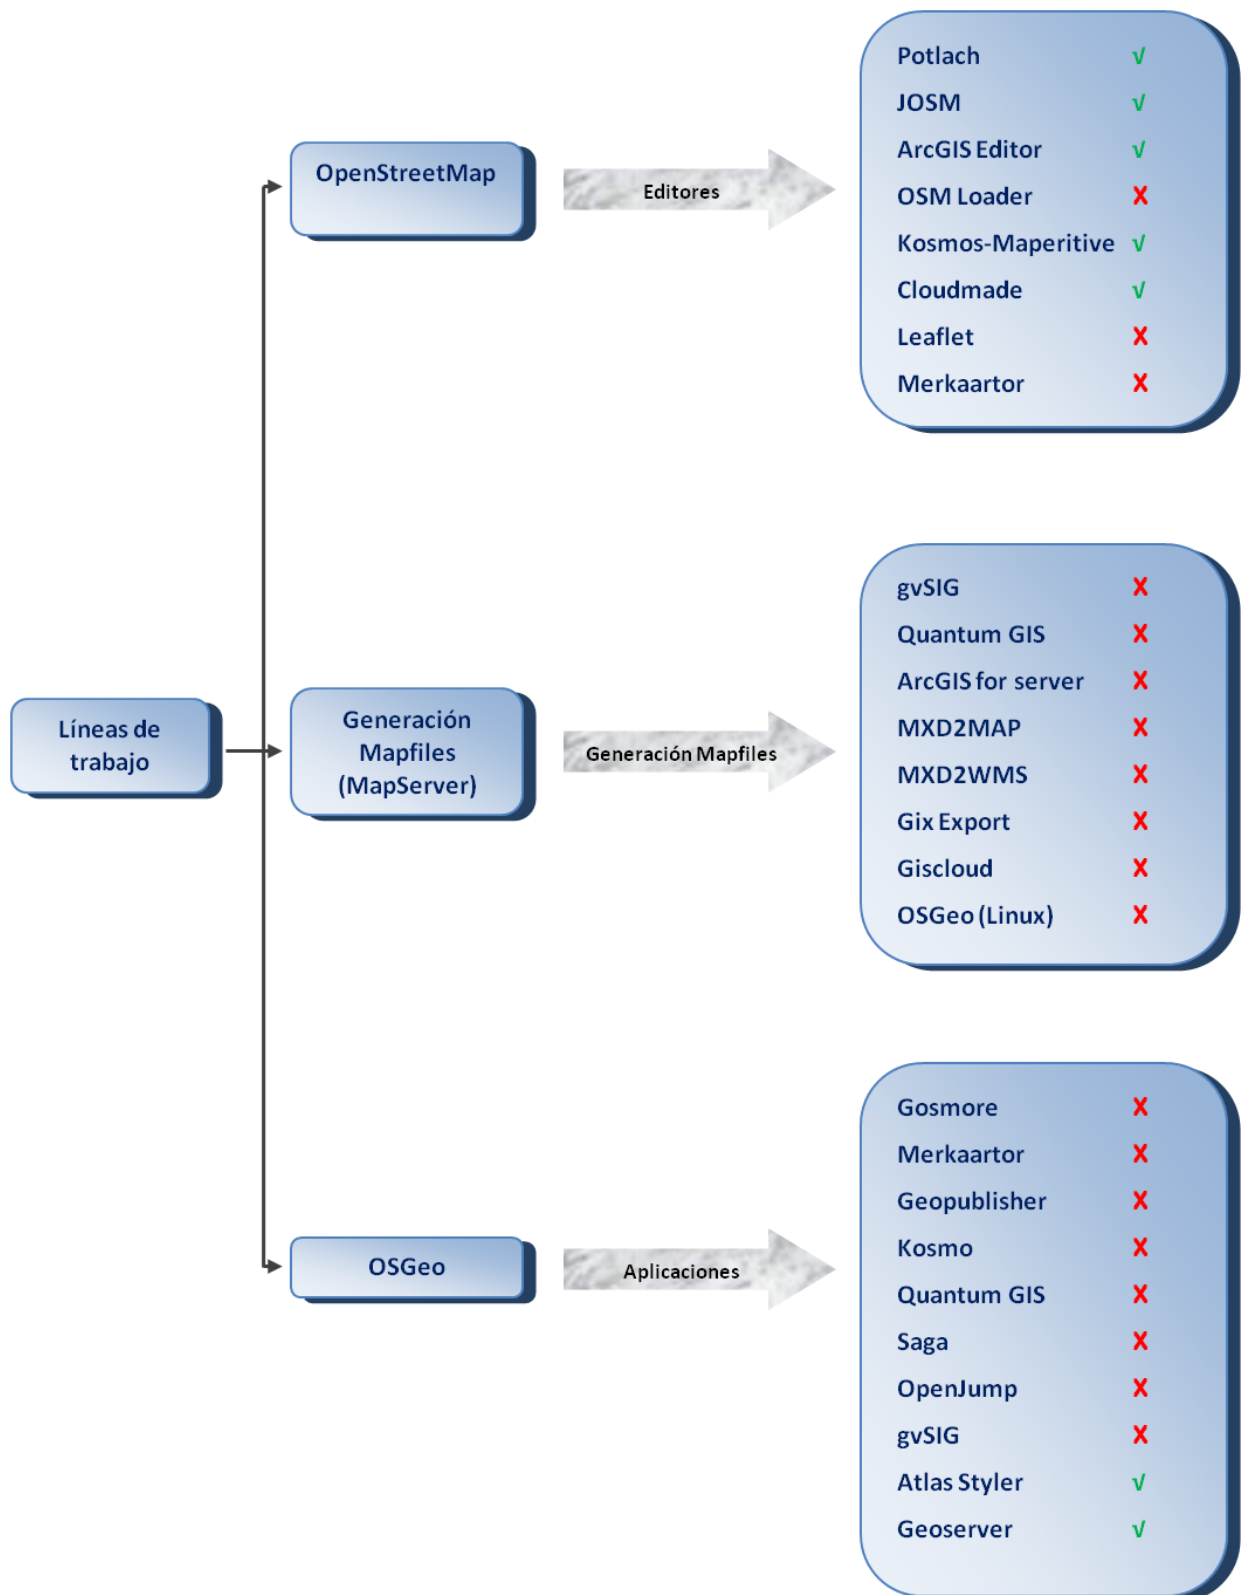 Líneas de
trabajo
OpenStreetMap
Editores
Potlach √
JOSM √
ArcGIS Editor √
OSM Loader X
Kosmos-Maperitive √
Cloudmade √
Leaflet X
Merkaartor X
Generación
Mapfiles
(MapServer)
Generación Mapfiles
gvSIG X
Quantum GIS X
ArcGIS for server X
MXD2MAP X
MXD2WMS X
Gix Export X
Giscloud X
OSGeo (Linux) X
OSGeo
Aplicaciones
Gosmore X
Merkaartor X
Geopublisher X
Kosmo X
Quantum GIS X
Saga X
OpenJump X
gvSIG X
Atlas Styler √
Geoserver √